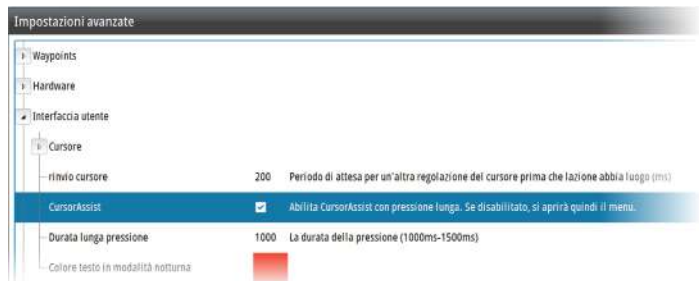 Impostazioni avanzate
Waypoints
Hardware
Interfaccia utente
Cursore
rinvio cursore 200 Periodo di attesa per un'altra regolazione del cursore prima che lazione abbia luogo (ms)
CursorAssist Abilita CursorAssist con pressione lunga. Se disabilitato, si aprirà quindi il menu.
Durata lunga pressione 1000 La durata della pressione (1000ms-1500ms)
Colore testo in modalità notturna